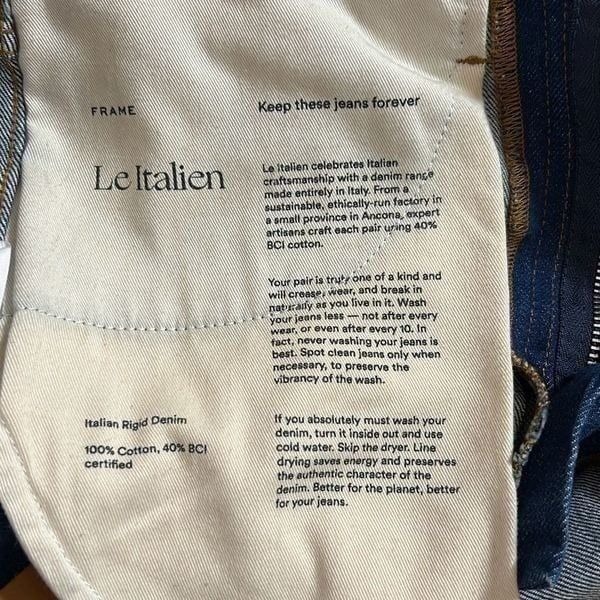 FRAME
Keep these jeans forever
Le Italien
Le Italien celebrates Italian
craftsmanship with a denim range
made entirely in Italy. From a
sustainable, ethically-run factory in
a small province in Ancona, expert
artisans craft each pair using 40%
BCI cotton.
Your pair is truly one of a kind and
will crease, wear, and break in
naturally as you live in it. Wash
your jeans less — not after every
wear, or even after every 10. In
fact, never washing your jeans is
best. Spot clean jeans only when
necessary, to preserve the
vibrancy of the wash.
Italian Rigid Denim
100% Cotton, 40% BCI
certified
If you absolutely must wash your
denim, turn it inside out and use
cold water. Skip the dryer. Line
drying saves energy and preserves
the authentic character of the
denim. Better for the planet, better
for your jeans.